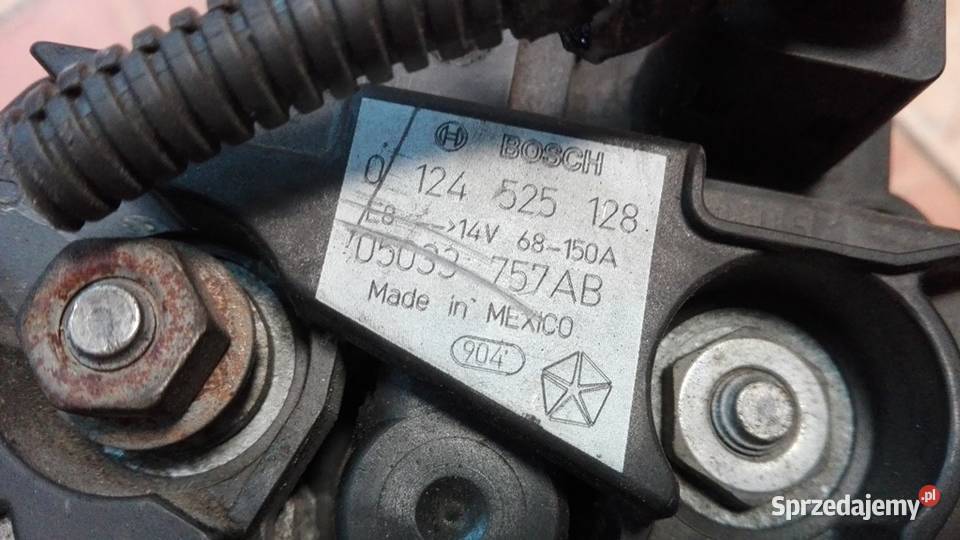 BOSCH
0 124 525 128
E8 →14V 68-150A
05033 757AB
Made in MEXICO
904
Sprzedajemy.pl